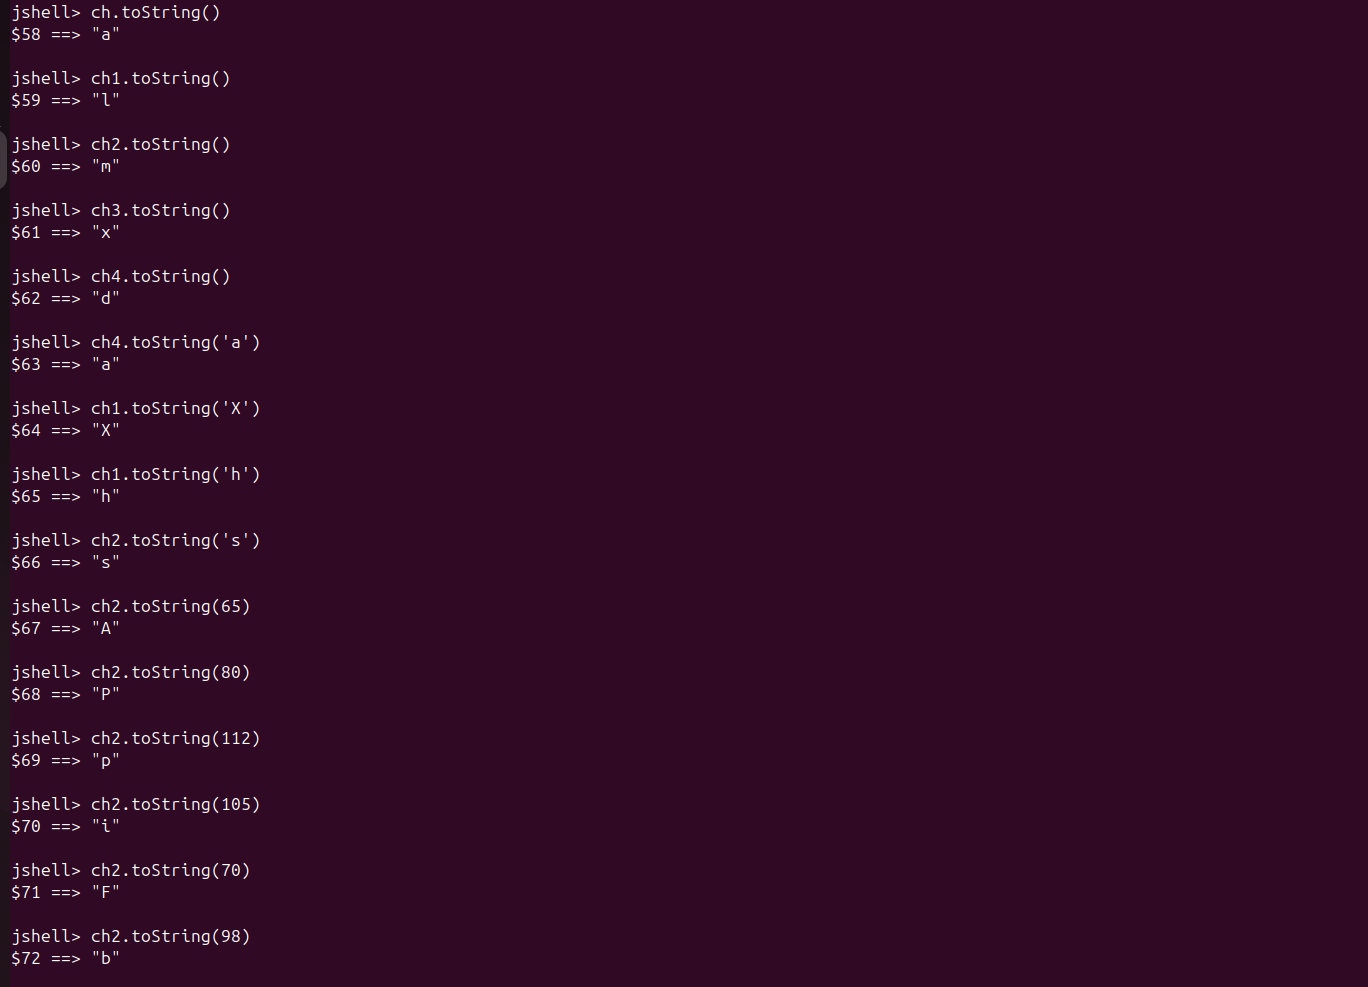 jshell> ch.toString()
$58 ==> "a"
jshell> ch1.toString()
$59 ==> "l"
jshell> ch2.toString()
$60 ==> "m"
jshell> ch3.toString()
$61 ==> "x"
jshell> ch4.toString()
$62 ==> "d"
jshell> ch4.toString('a')
$63 ==> "a"
jshell> ch1.toString('X')
$64 ==> "X"
jshell> ch1.toString('h')
$65 ==> "h"
jshell> ch2.toString('s')
$66 ==> "s"
jshell> ch2.toString(65)
$67 ==> "A"
jshell> ch2.toString(80)
$68 ==> "P"
jshell> ch2.toString(112)
$69 ==> "p"
jshell> ch2.toString(105)
$70 ==> "i"
jshell> ch2.toString(70)
$71 ==> "F"
jshell> ch2.toString(98)
$72 ==> "b"